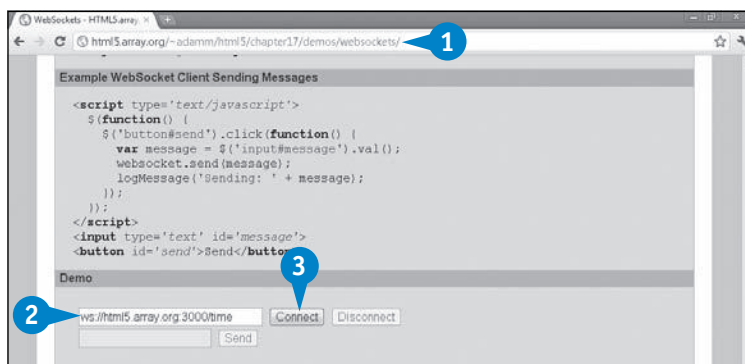 WebSockets - HTML5.array.
html5.array.org/~adamm/html5/chapter17/demos/websockets/
1
Example WebSocket Client Sending Messages
<script type='text/javascript'>
$(function() {
$('button#send').click(function() {
var message = $('input#message').val();
websocket.send(message);
logMessage('Sending: ' + message);
});
});
</script>
<input type='text' id='message'>
<button id='send'>Send</button
3
Demo
2
ws://html5.array.org:3000/time Connect Disconnect
Send